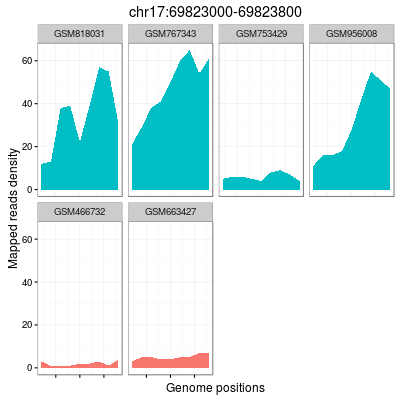 chr17:69823000-69823800
GSM818031 GSM767343 GSM753429 GSM956008
60
40
20
0
GSM466732 GSM663427
60
40
20
0
Mapped reads density
Genome positions